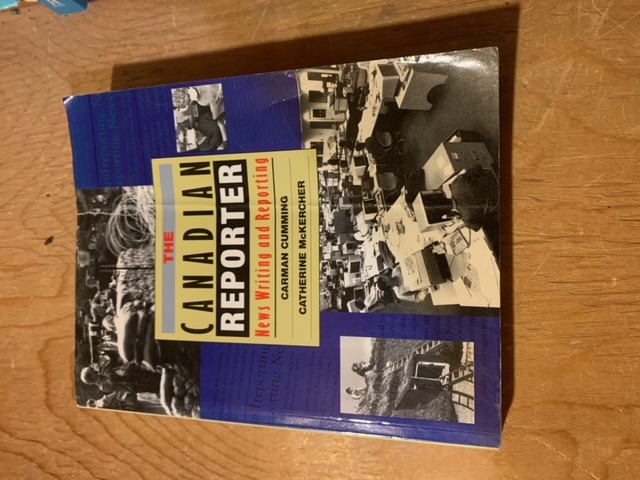 THE
CANADIAN
REPORTER
News Writing and Reporting
CARMAN CUMMING
CATHERINE McKERCHER